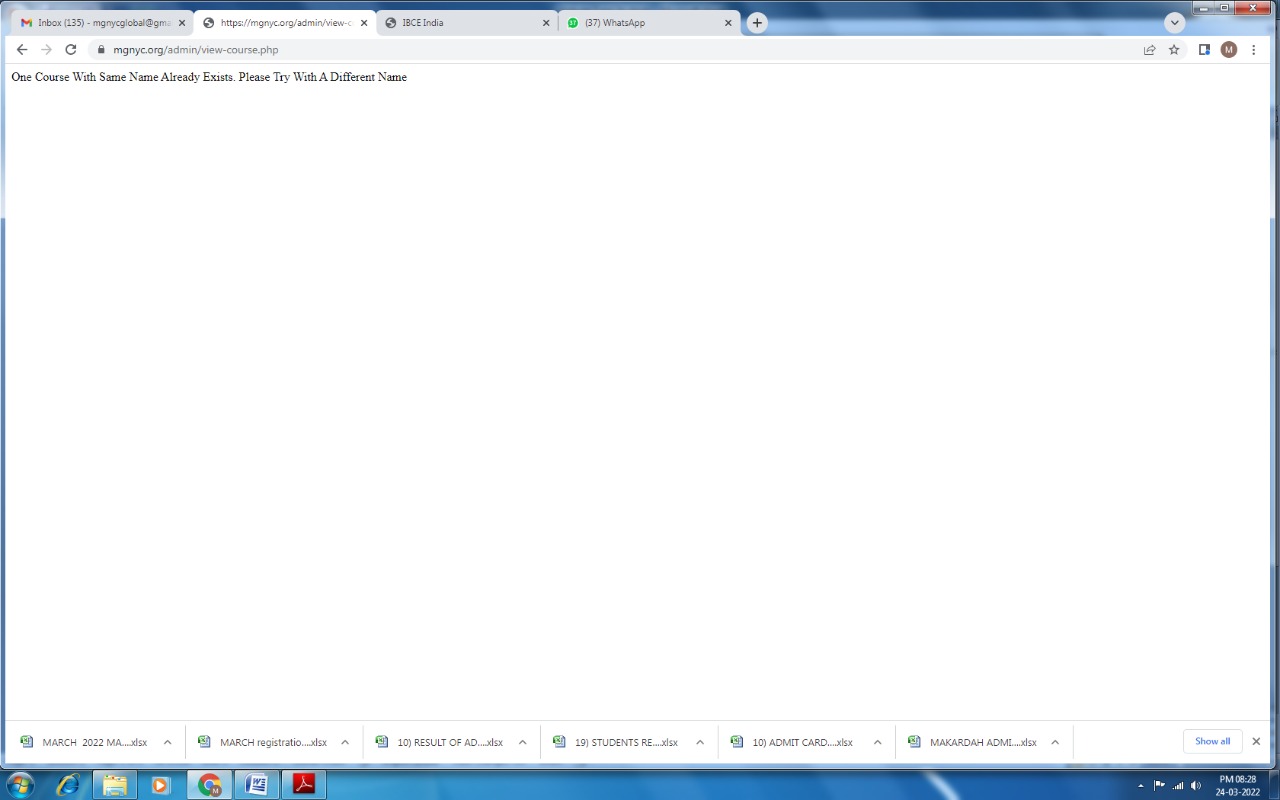 Inbox (135) - mgnycglobal@gma
https://mgnyc.org/admin/view-c
IBCE India
(37) WhatsApp
mgnyc.org/admin/view-course.php
M
One Course With Same Name Already Exists. Please Try With A Different Name
MARCH 2022 MA....xlsx
MARCH registratio....xlsx
10) RESULT OF AD....xlsx
19) STUDENTS RE....xlsx
10) ADMIT CARD....xlsx
MAKARDAH ADMI....xlsx
Show all
PM 08:28
24-03-2022